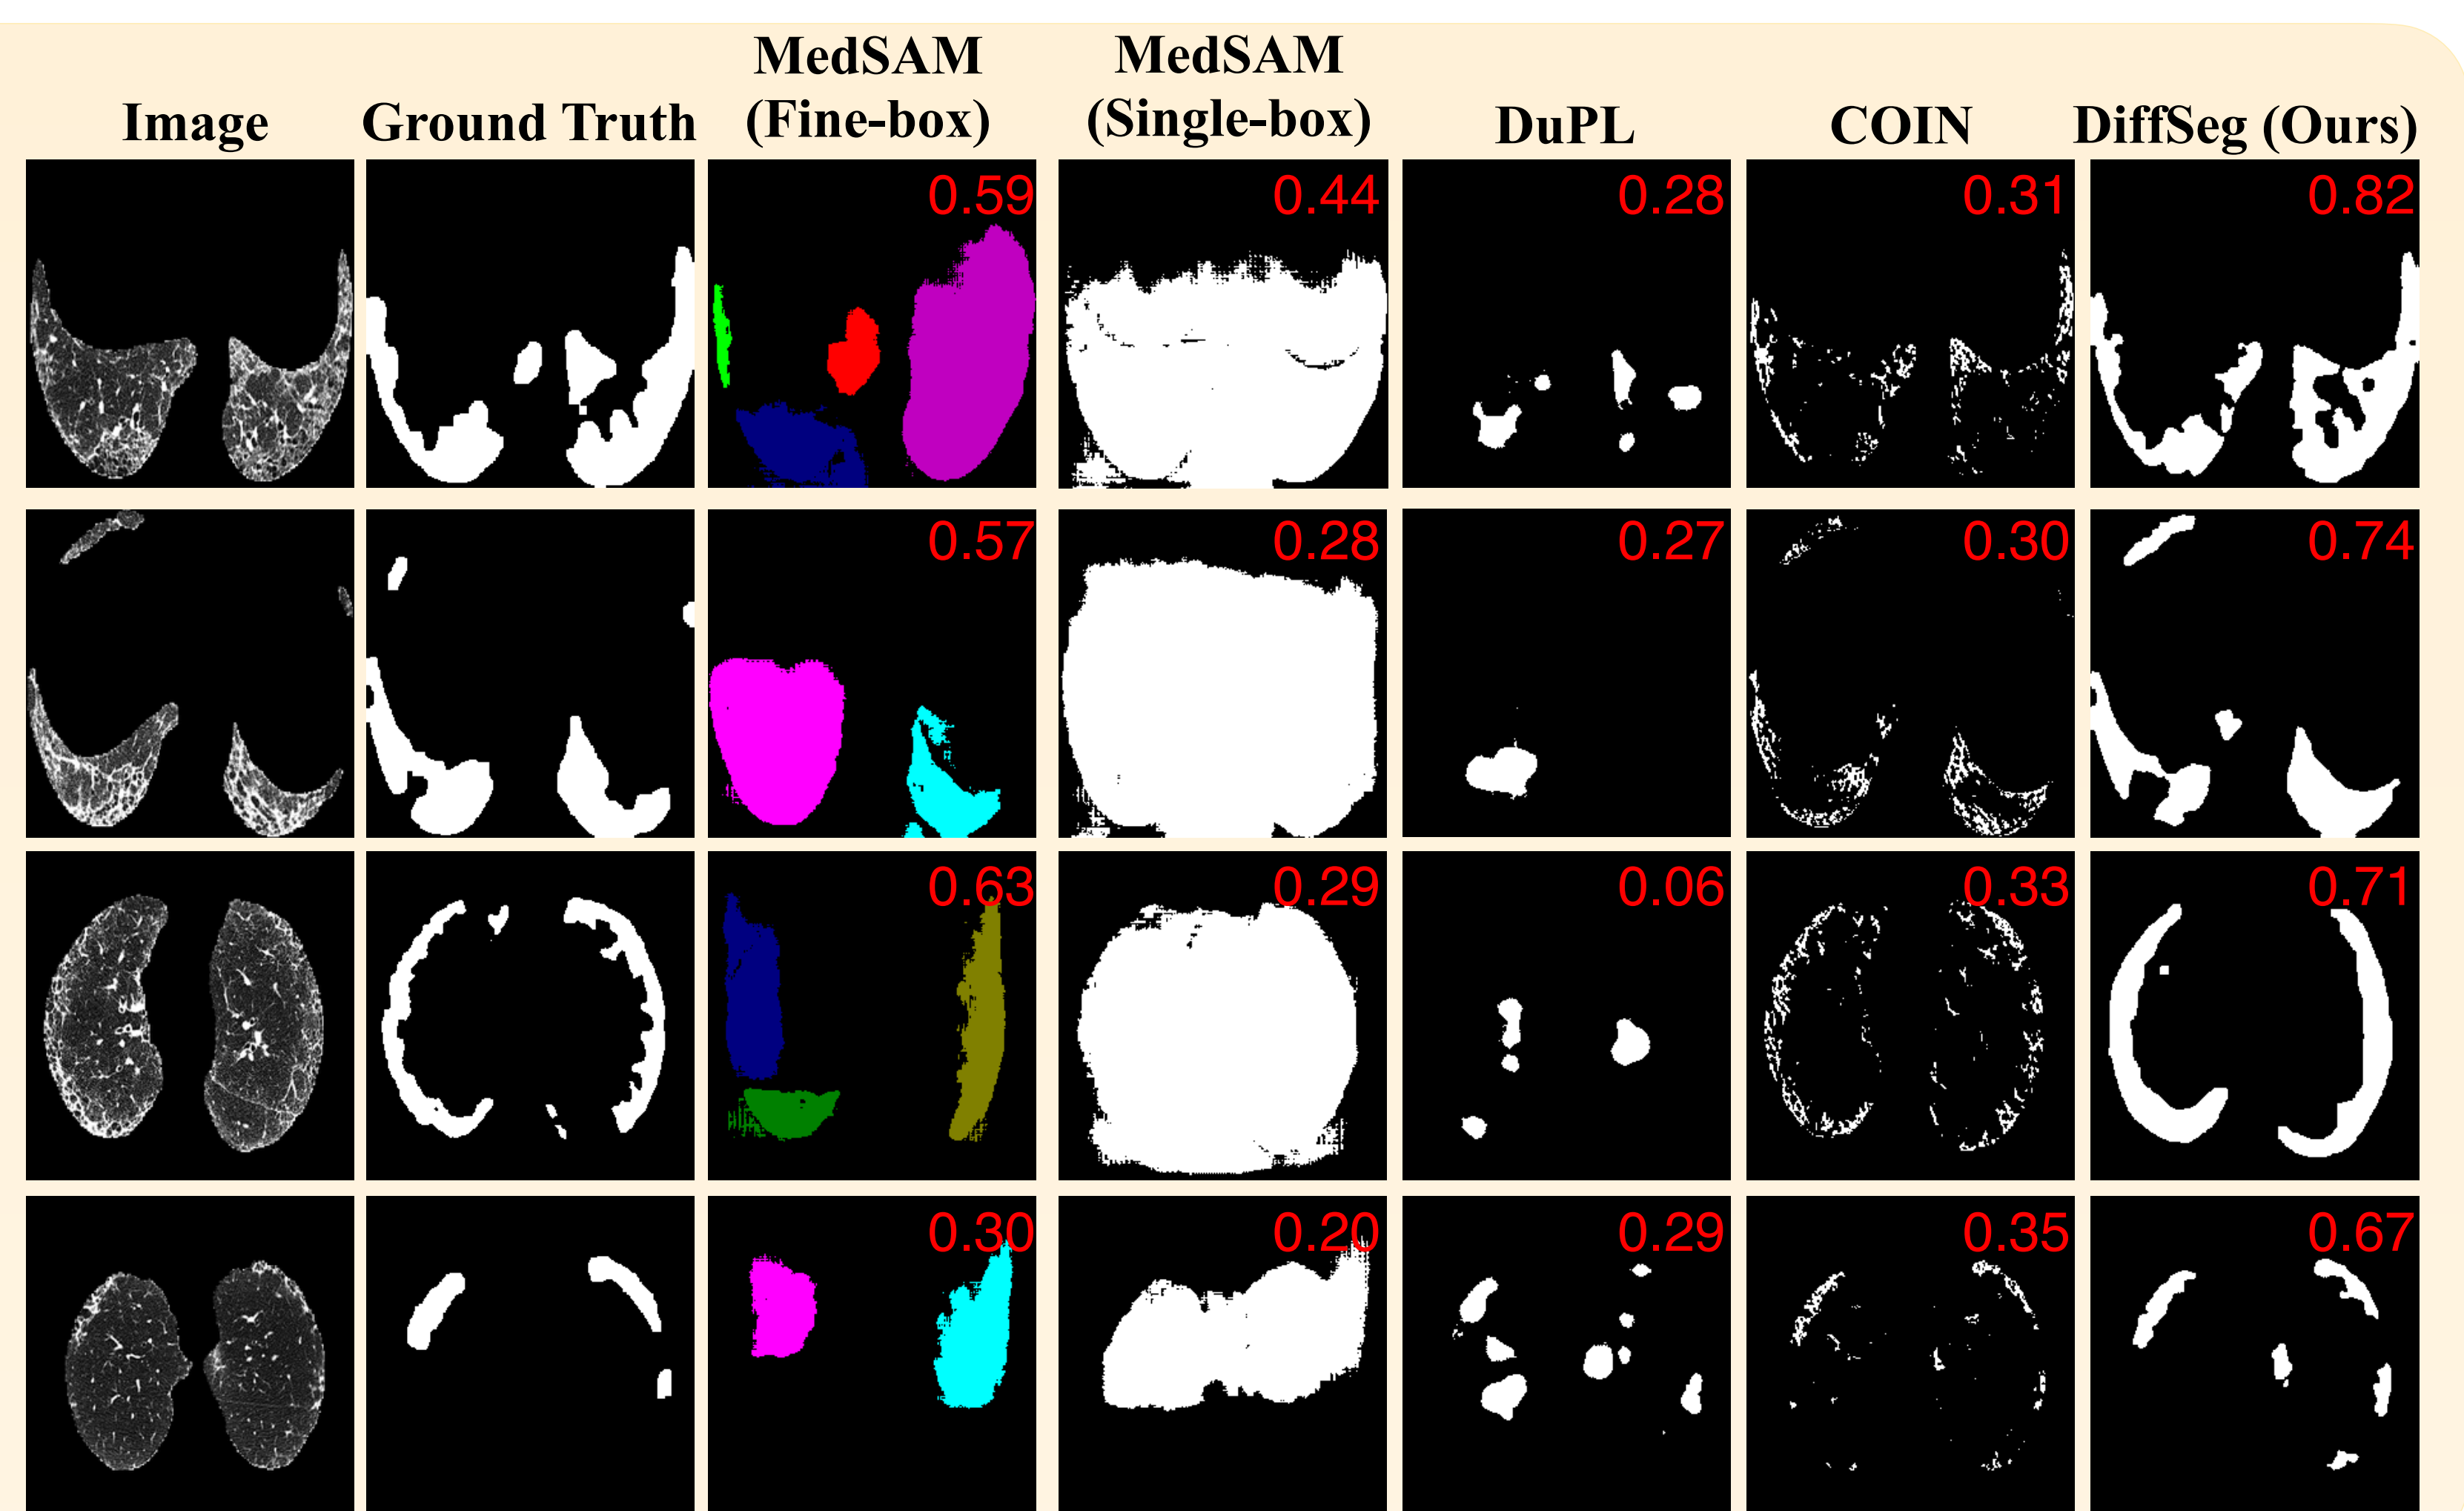 Image
Ground Truth
MedSAM
(Fine-box)
MedSAM
(Single-box)
DuPL
COIN
DiffSeg (Ours)
0.59
0.44
0.28
0.31
0.82
0.57
0.28
0.27
0.30
0.74
0.63
0.29
0.06
0.33
0.71
0.30
0.20
0.29
0.35
0.67